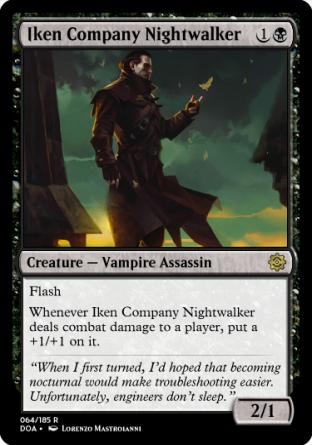 Iken Company Nightwalker 1
Creature — Vampire Assassin
Flash
Whenever Iken Company Nightwalker
deals combat damage to a player, put a
+1/+1 on it.
“When I first turned, I’d hoped that becoming
nocturnal would make troubleshooting easier.
Unfortunately, engineers don’t sleep.”
2/1
064/185 R
DOA • Lorenzo Mastroianni